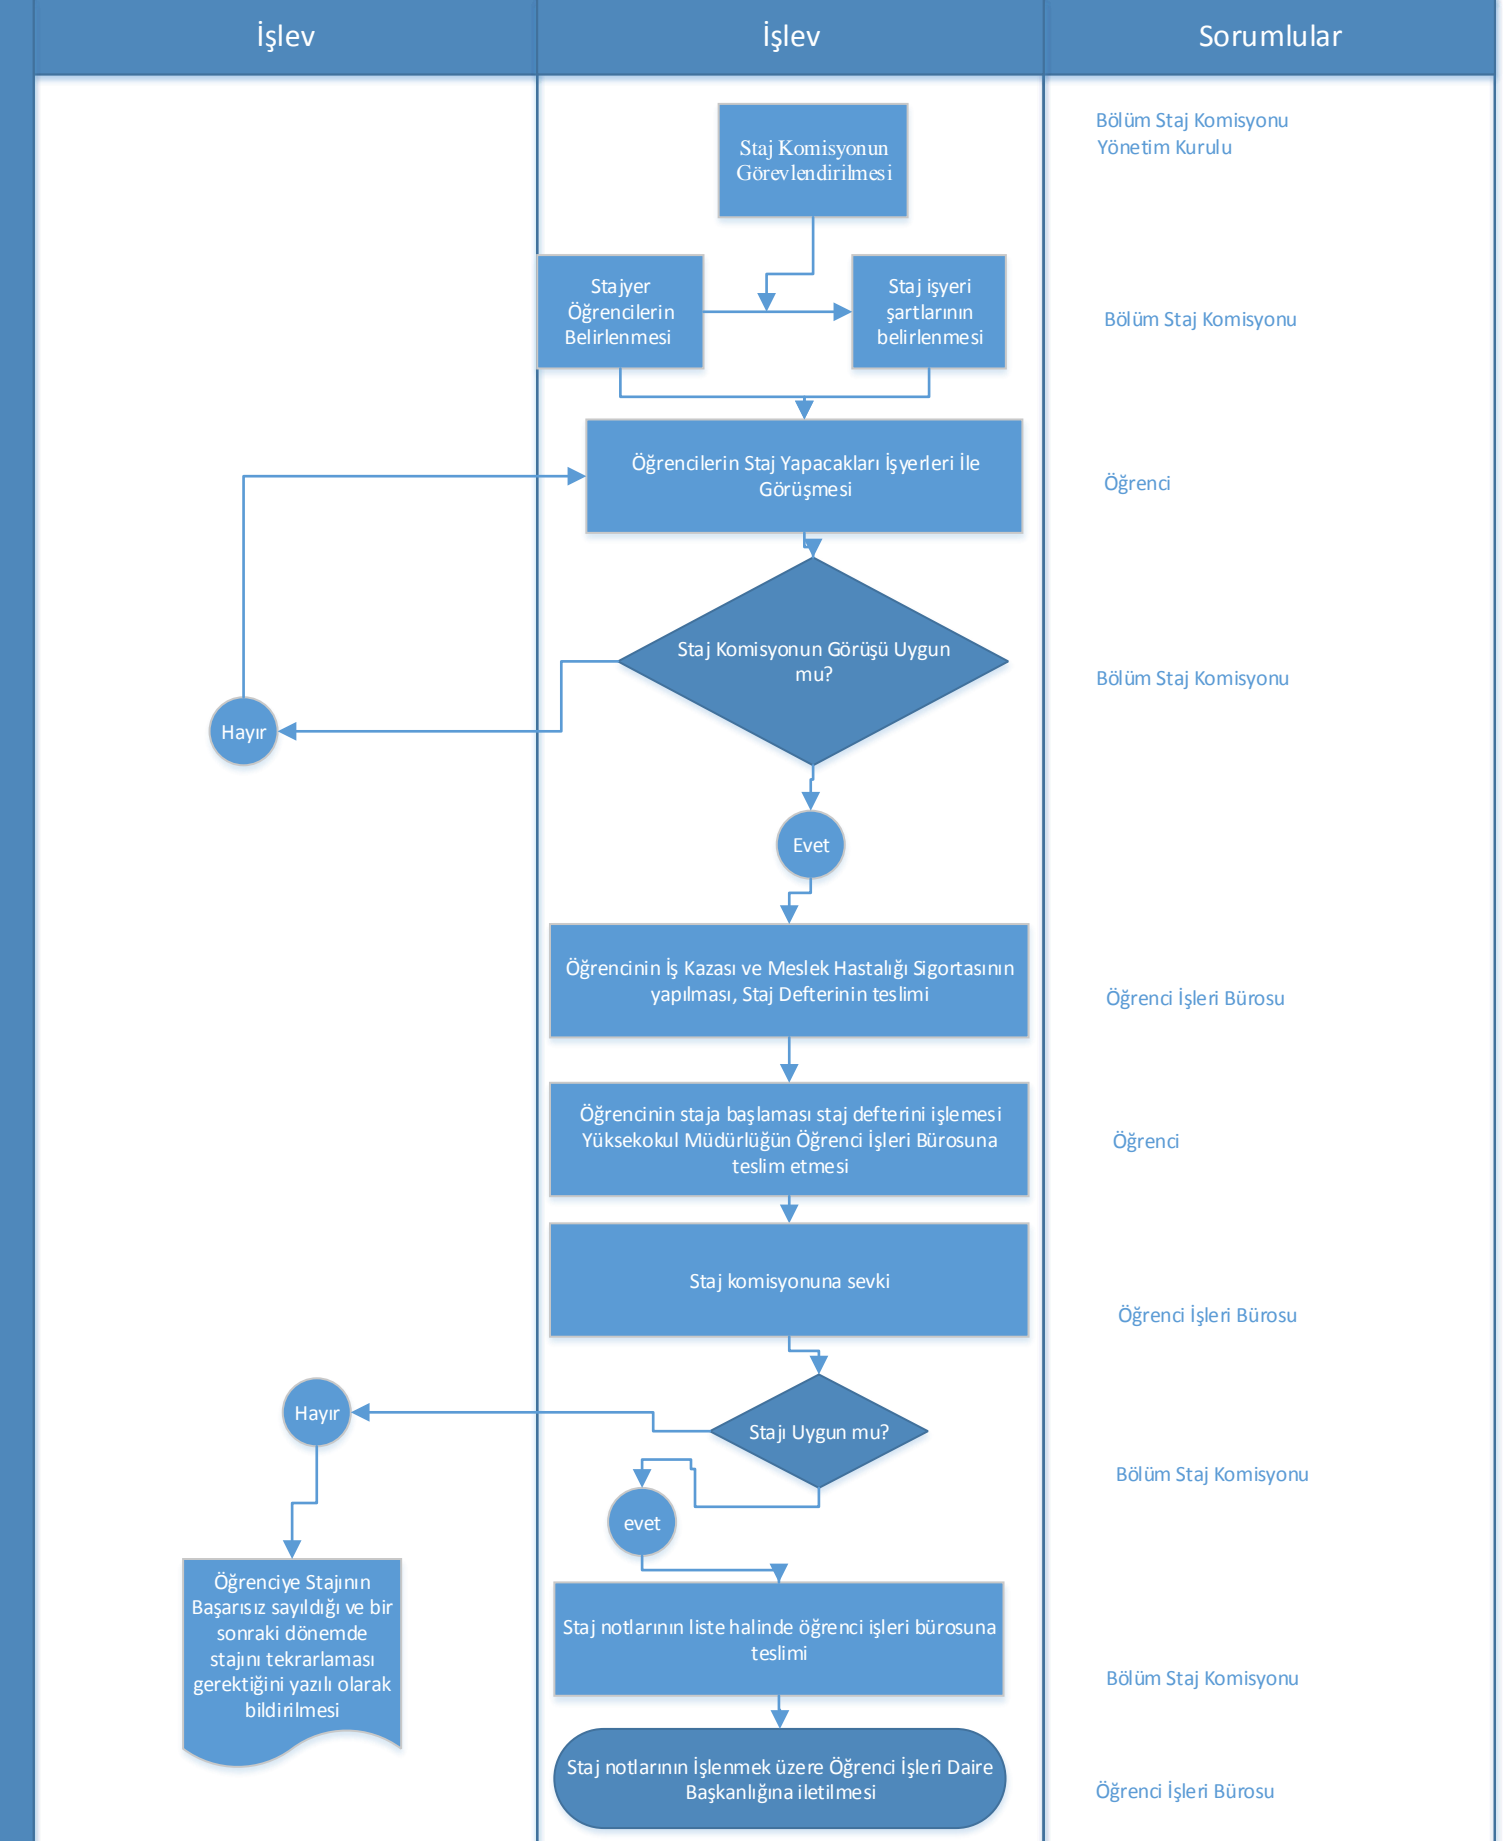 İşlev
İşlev
Sorumlular
Staj Komisyonun
Görevlendirilmesi
Bölüm Staj Komisyonu
Yönetim Kurulu
Stajyer
Öğrencilerin
Belirlenmesi
Staj işyeri
şartlarının
belirlenmesi
Bölüm Staj Komisyonu
Öğrencilerin Staj Yapacakları İşyerleri İle
Görüşmesi
Öğrenci
Staj Komisyonun Görüşü Uygun
mu?
Bölüm Staj Komisyonu
Hayır
Evet
Öğrencinin İş Kazası ve Meslek Hastalığı Sigortasının
yapılması, Staj Defterinin teslimi
Öğrenci İşleri Bürosu
Öğrencinin staja başlaması staj defterini işlemesi
Yüksekokul Müdürlüğün Öğrenci İşleri Bürosuna
teslim etmesi
Öğrenci
Staj komisyonuna sevki
Öğrenci İşleri Bürosu
Hayır
Stajı Uygun mu?
Bölüm Staj Komisyonu
evet
Öğrenciye Stajının
Başarısız sayıldığı ve bir
sonraki dönemde
stajını tekrarlaması
gerektiğini yazılı olarak
bildirilmesi
Staj notlarının liste halinde öğrenci işleri bürosuna
teslimi
Bölüm Staj Komisyonu
Staj notlarının İşlenmek üzere Öğrenci İşleri Daire
Başkanlığına iletilmesi
Öğrenci İşleri Bürosu